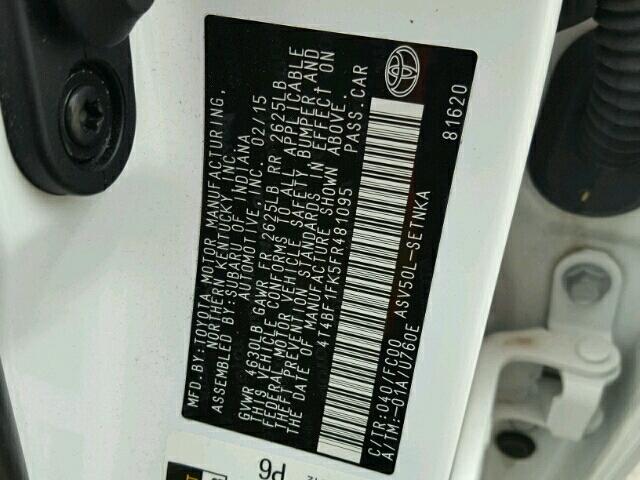 MFD. BY: TOYOTA MOTOR MANUFACTURING,
NORTHERN KENTUCKY, INC.
ASSEMBLED BY: SUBARU OF INDIANA
AUTOMOTIVE, INC. 02/15
GVWR 4630LB GAWR FR 2625LB RR 2625LB
THIS VEHICLE CONFORMS TO ALL APPLICABLE
FEDERAL MOTOR VEHICLE SAFETY, BUMPER AND
THEFT PREVENTION STANDARDS IN EFFECT ON
THE DATE OF MANUFACTURE SHOWN ABOVE.
4T4BF1FK5FR481095 PASS. CAR
C/TR:040/FC00 ASV50L-SETNKA
A/TM:-01A/U760E 81620
P6